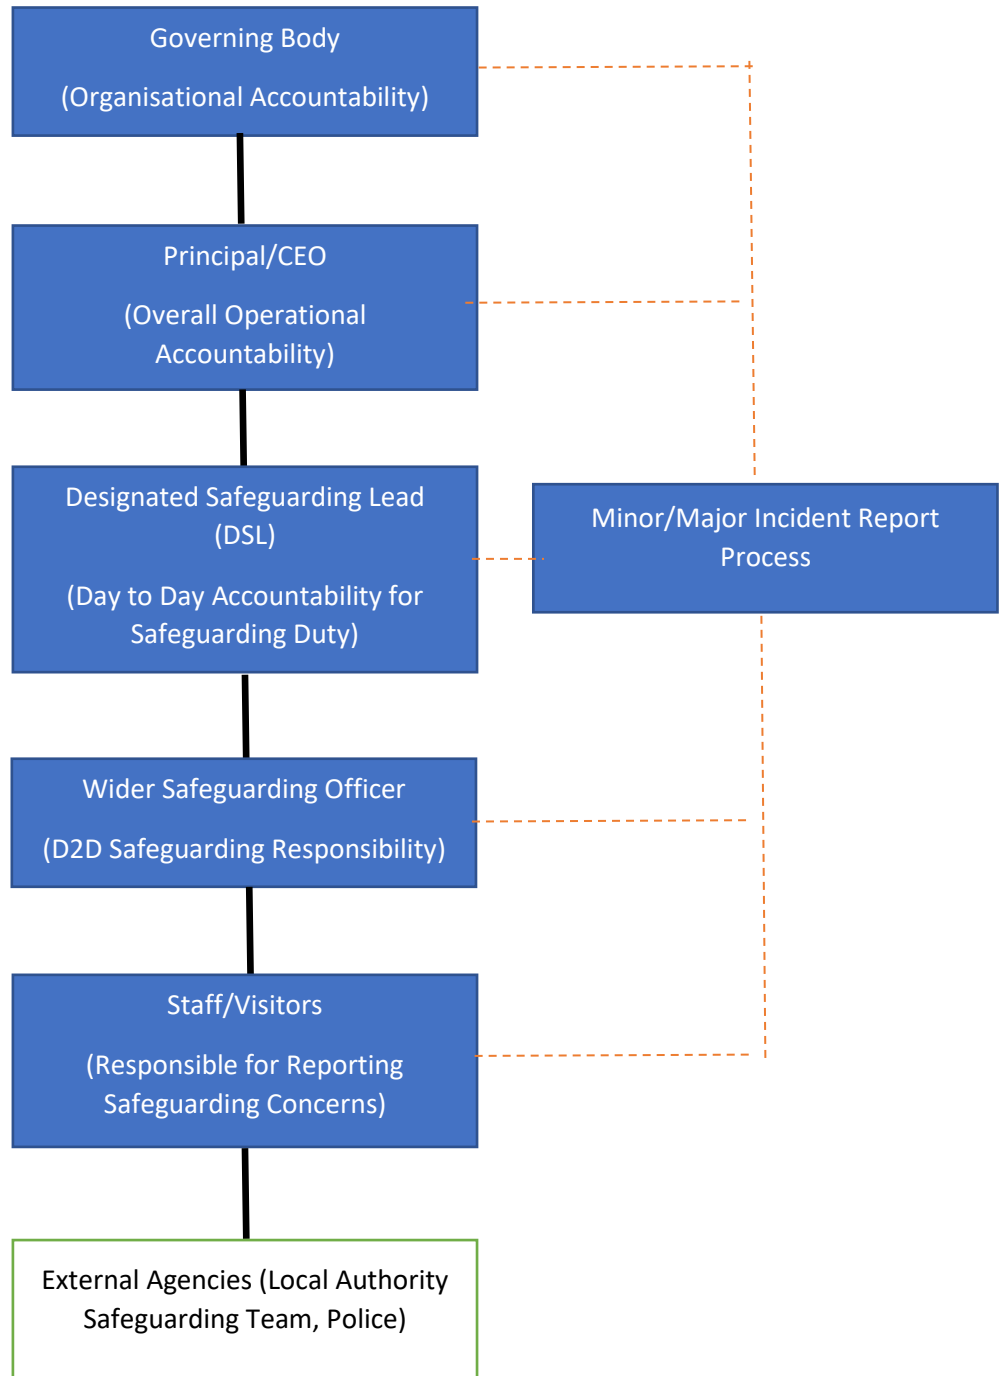 Governing Body
(Organisational Accountability)
Principal/CEO
(Overall Operational
Accountability)
Designated Safeguarding Lead
(DSL)
(Day to Day Accountability for
Safeguarding Duty)
Minor/Major Incident Report
Process
Wider Safeguarding Officer
(D2D Safeguarding Responsibility)
Staff/Visitors
(Responsible for Reporting
Safeguarding Concerns)
External Agencies (Local Authority
Safeguarding Team, Police)